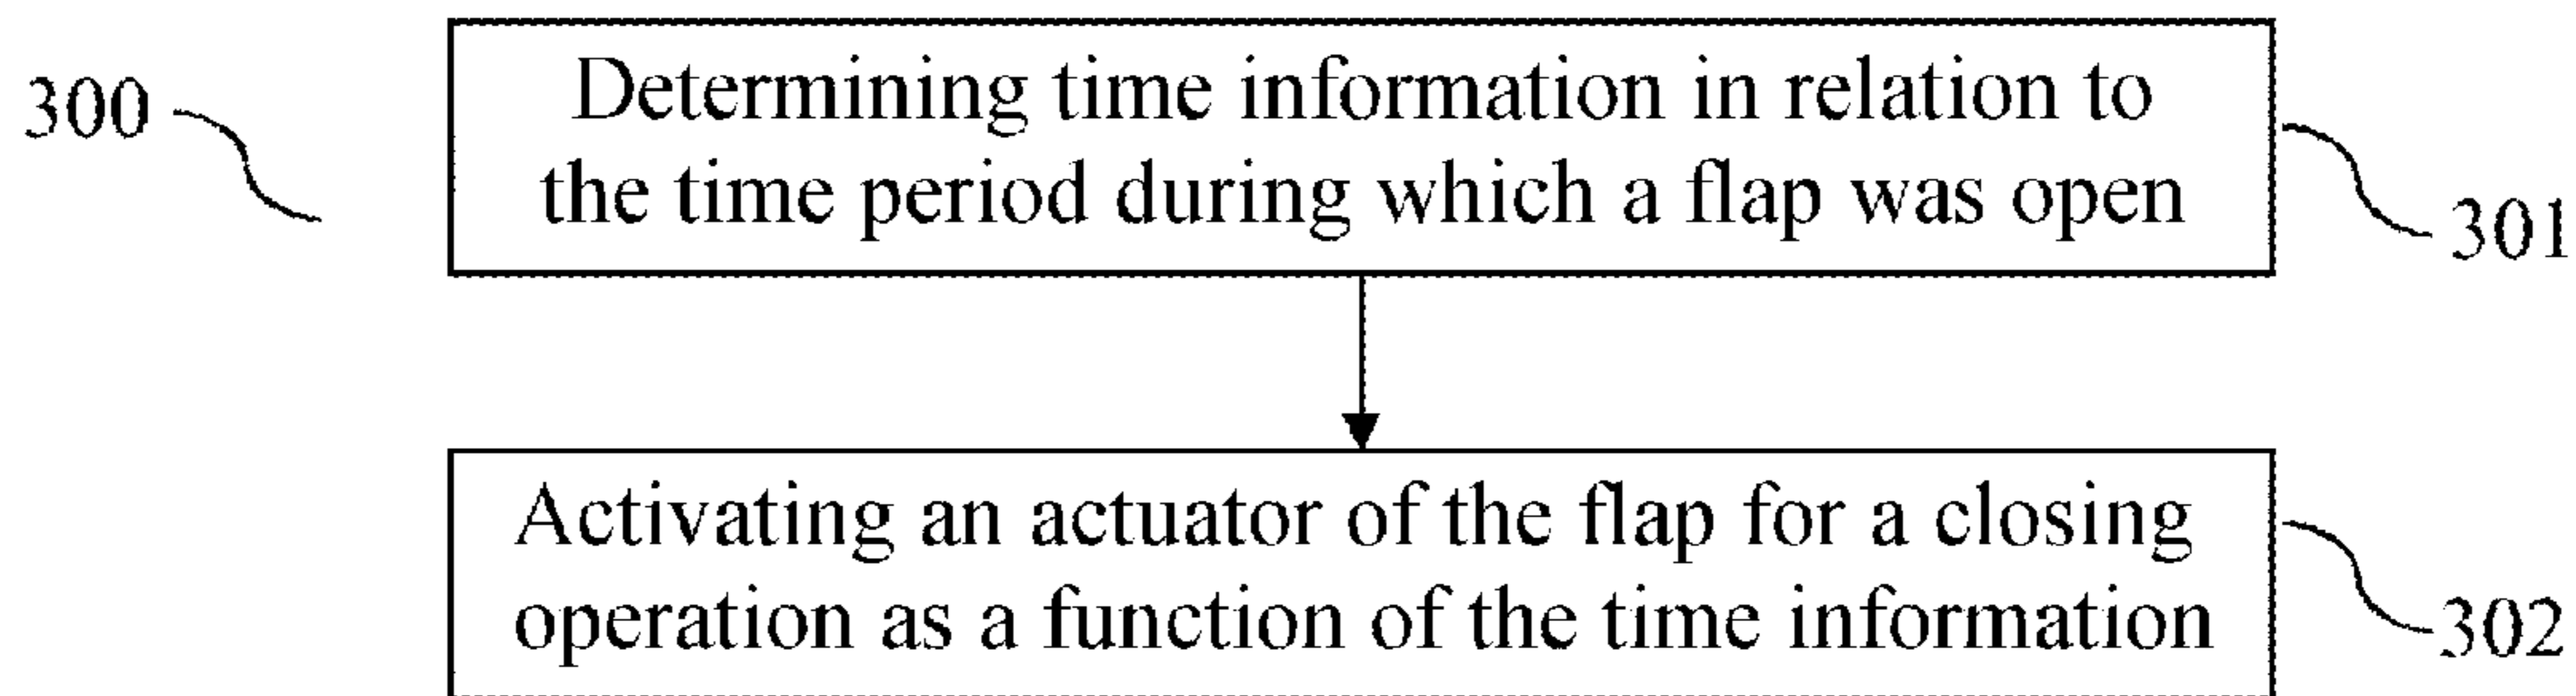 300
Determining time information in relation to
the time period during which a flap was open
301
Activating an actuator of the flap for a closing
operation as a function of the time information
302